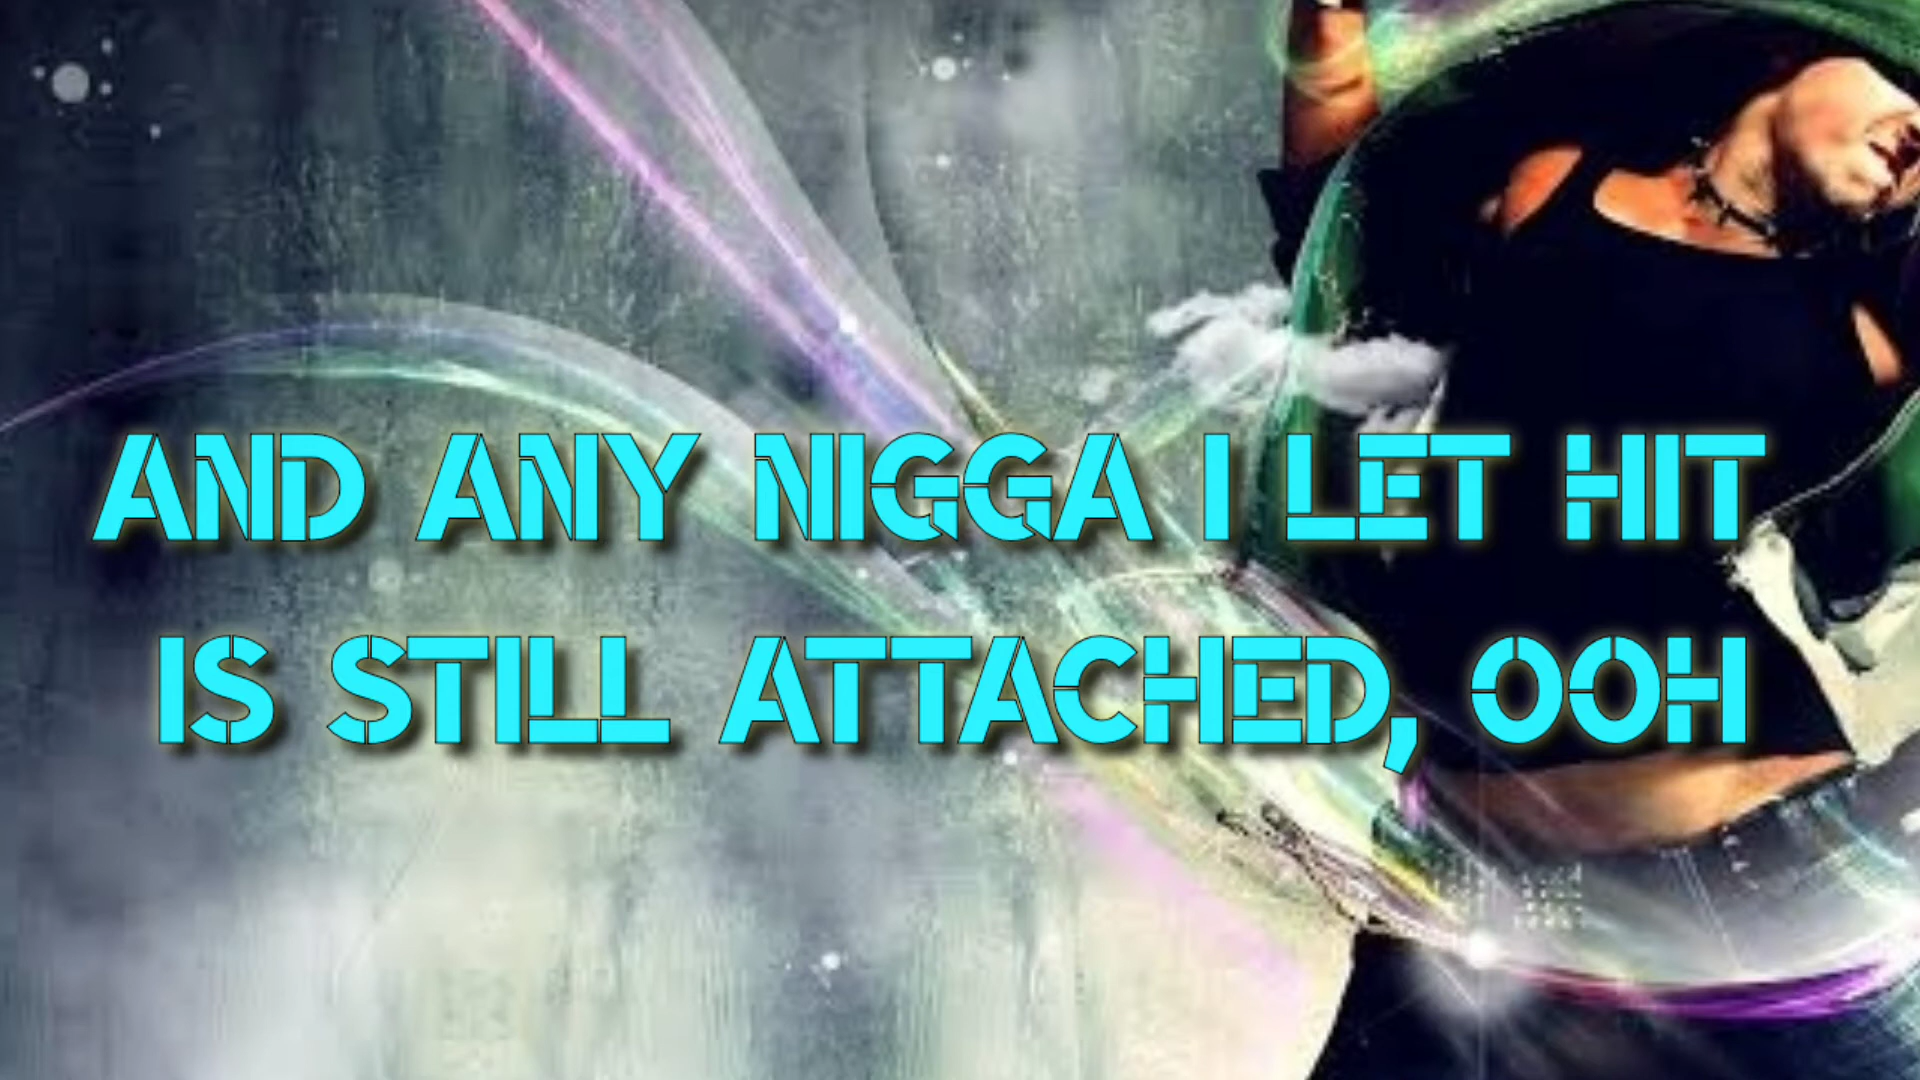 AND ANY NIGGA I LET HIT
IS STILL ATTACHED, OOH